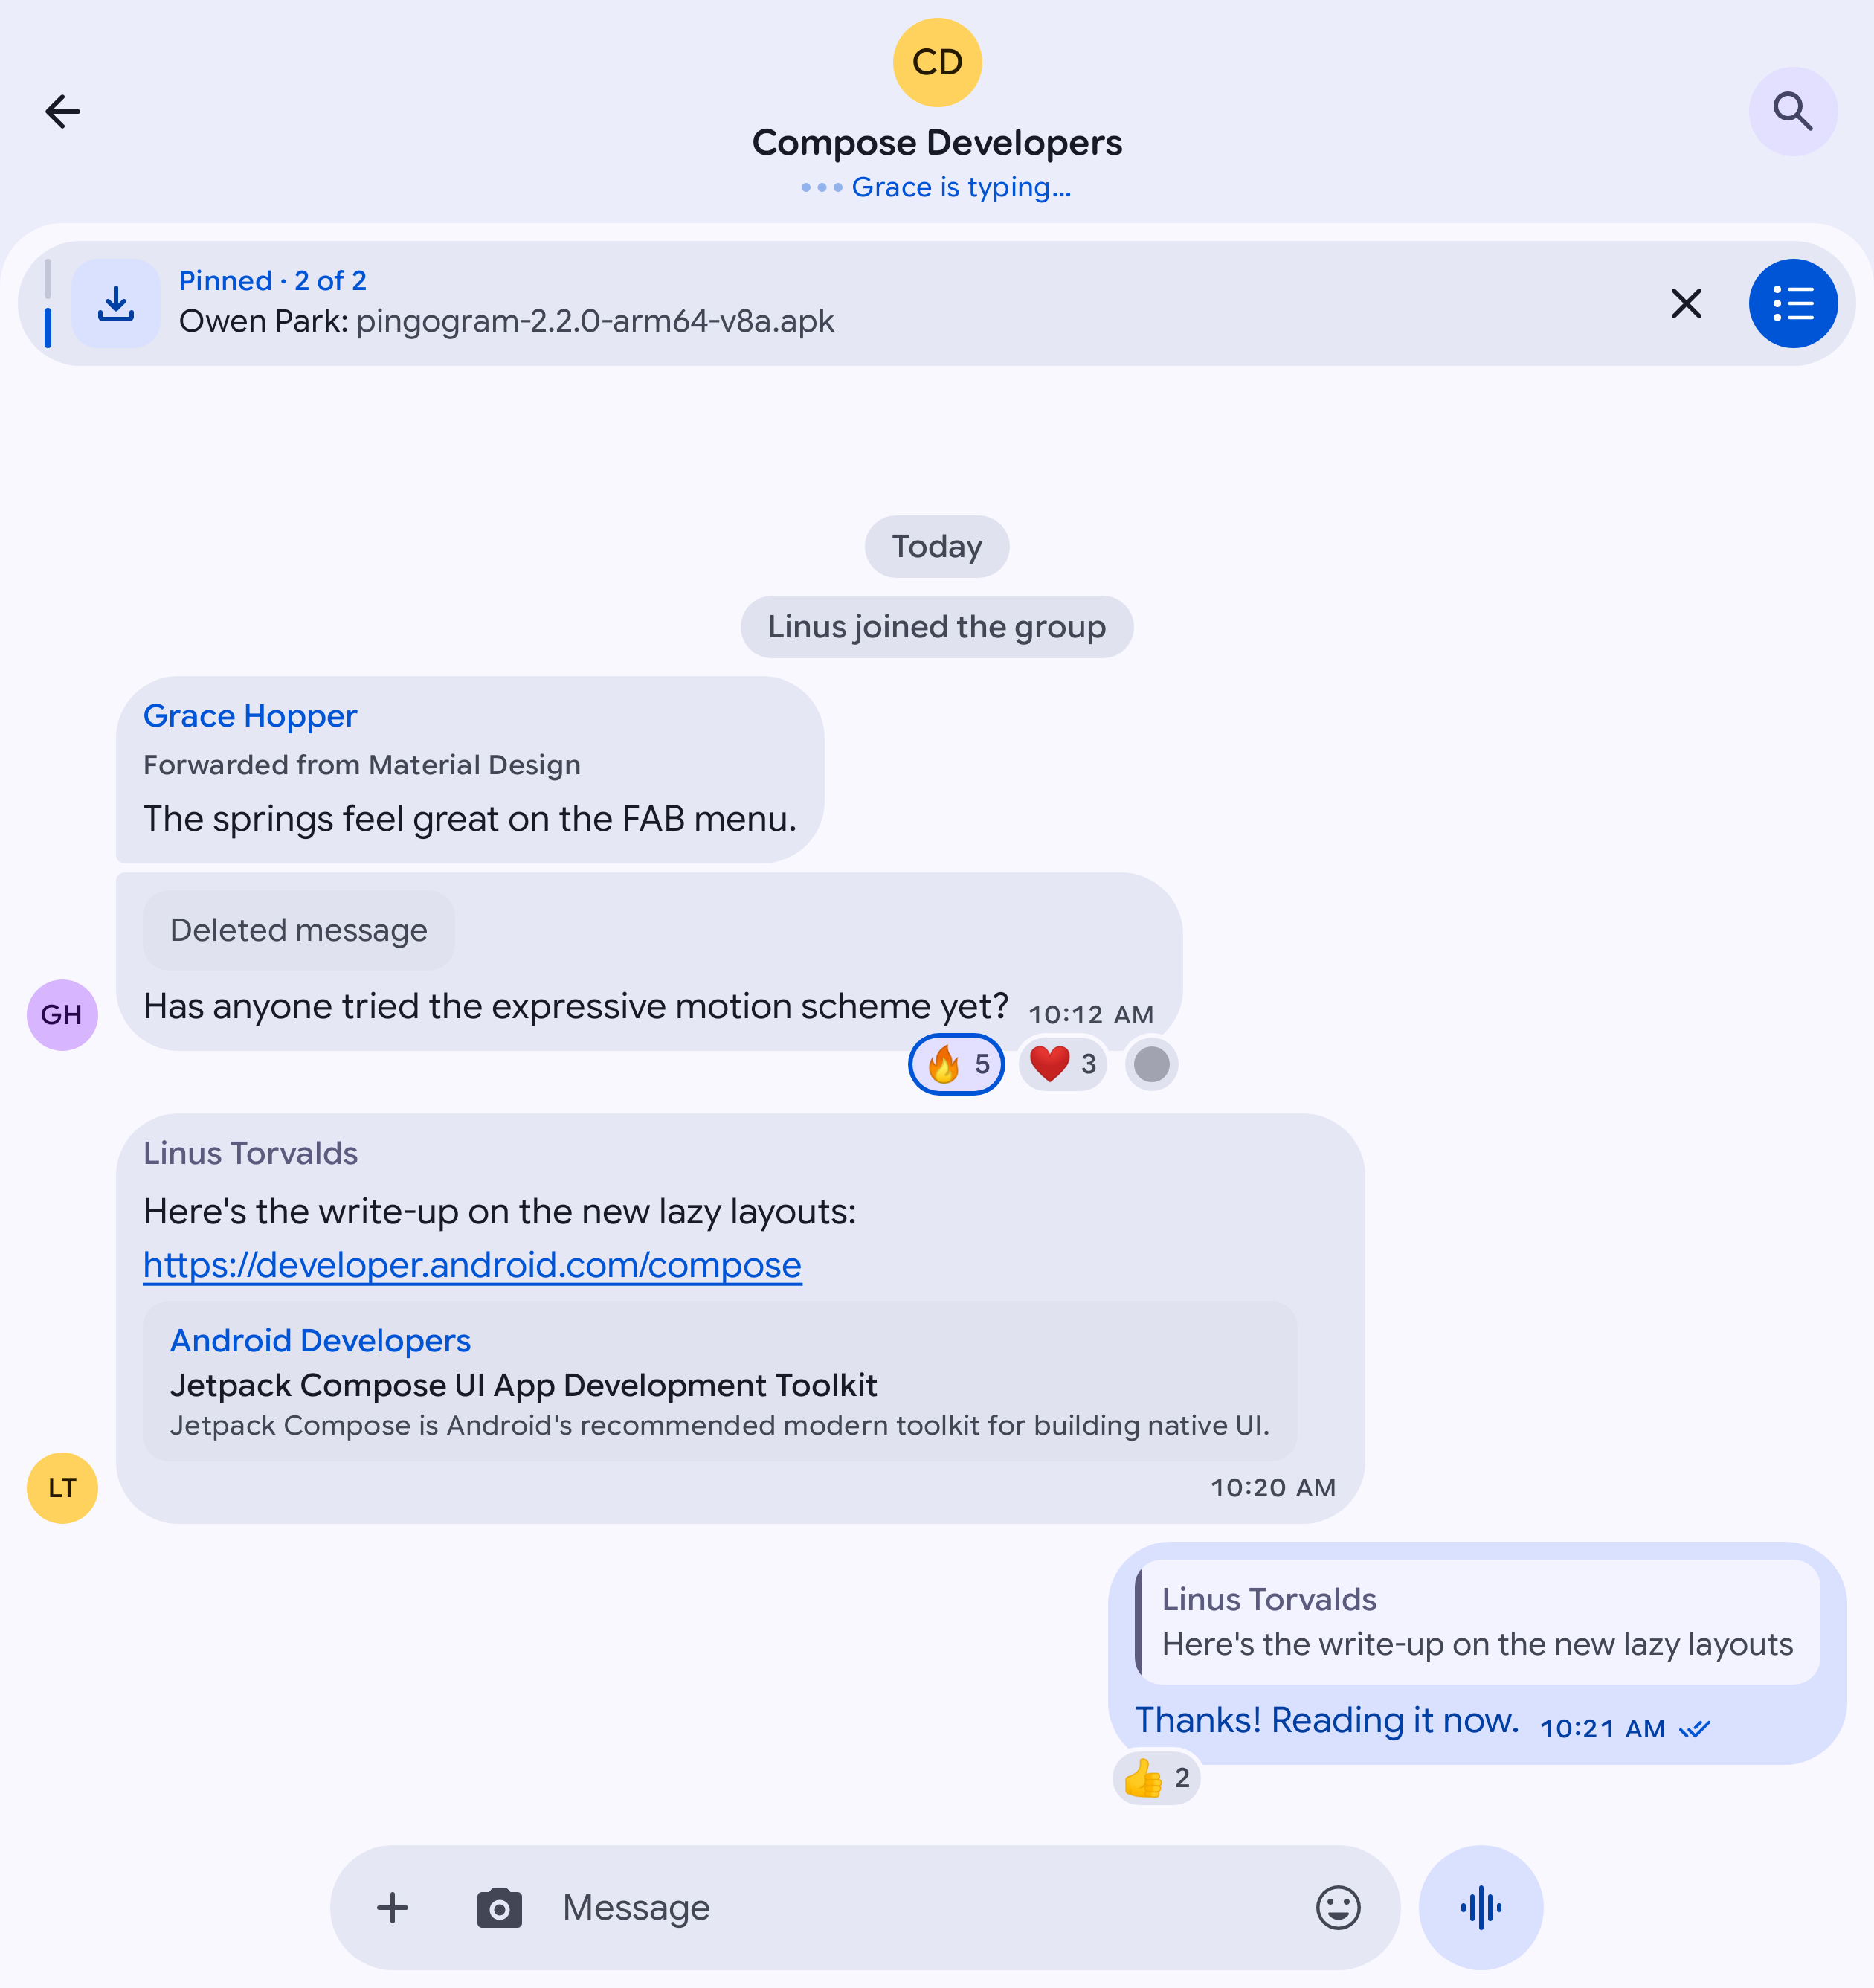 CD
Compose Developers
Grace is typing...
Pinned · 2 of 2
Owen Park: pingogram-2.2.0-arm64-v8a.apk
Today
Linus joined the group
Grace Hopper
Forwarded from Material Design
The springs feel great on the FAB menu.
Deleted message
Has anyone tried the expressive motion scheme yet? 10:12 AM
GH
🔥 5 ❤️ 3
Linus Torvalds
Here's the write-up on the new lazy layouts:
https://developer.android.com/compose
Android Developers
Jetpack Compose UI App Development Toolkit
Jetpack Compose is Android's recommended modern toolkit for building native UI.
10:20 AM
LT
Linus Torvalds
Here's the write-up on the new lazy layouts
Thanks! Reading it now. 10:21 AM
👍 2
Message